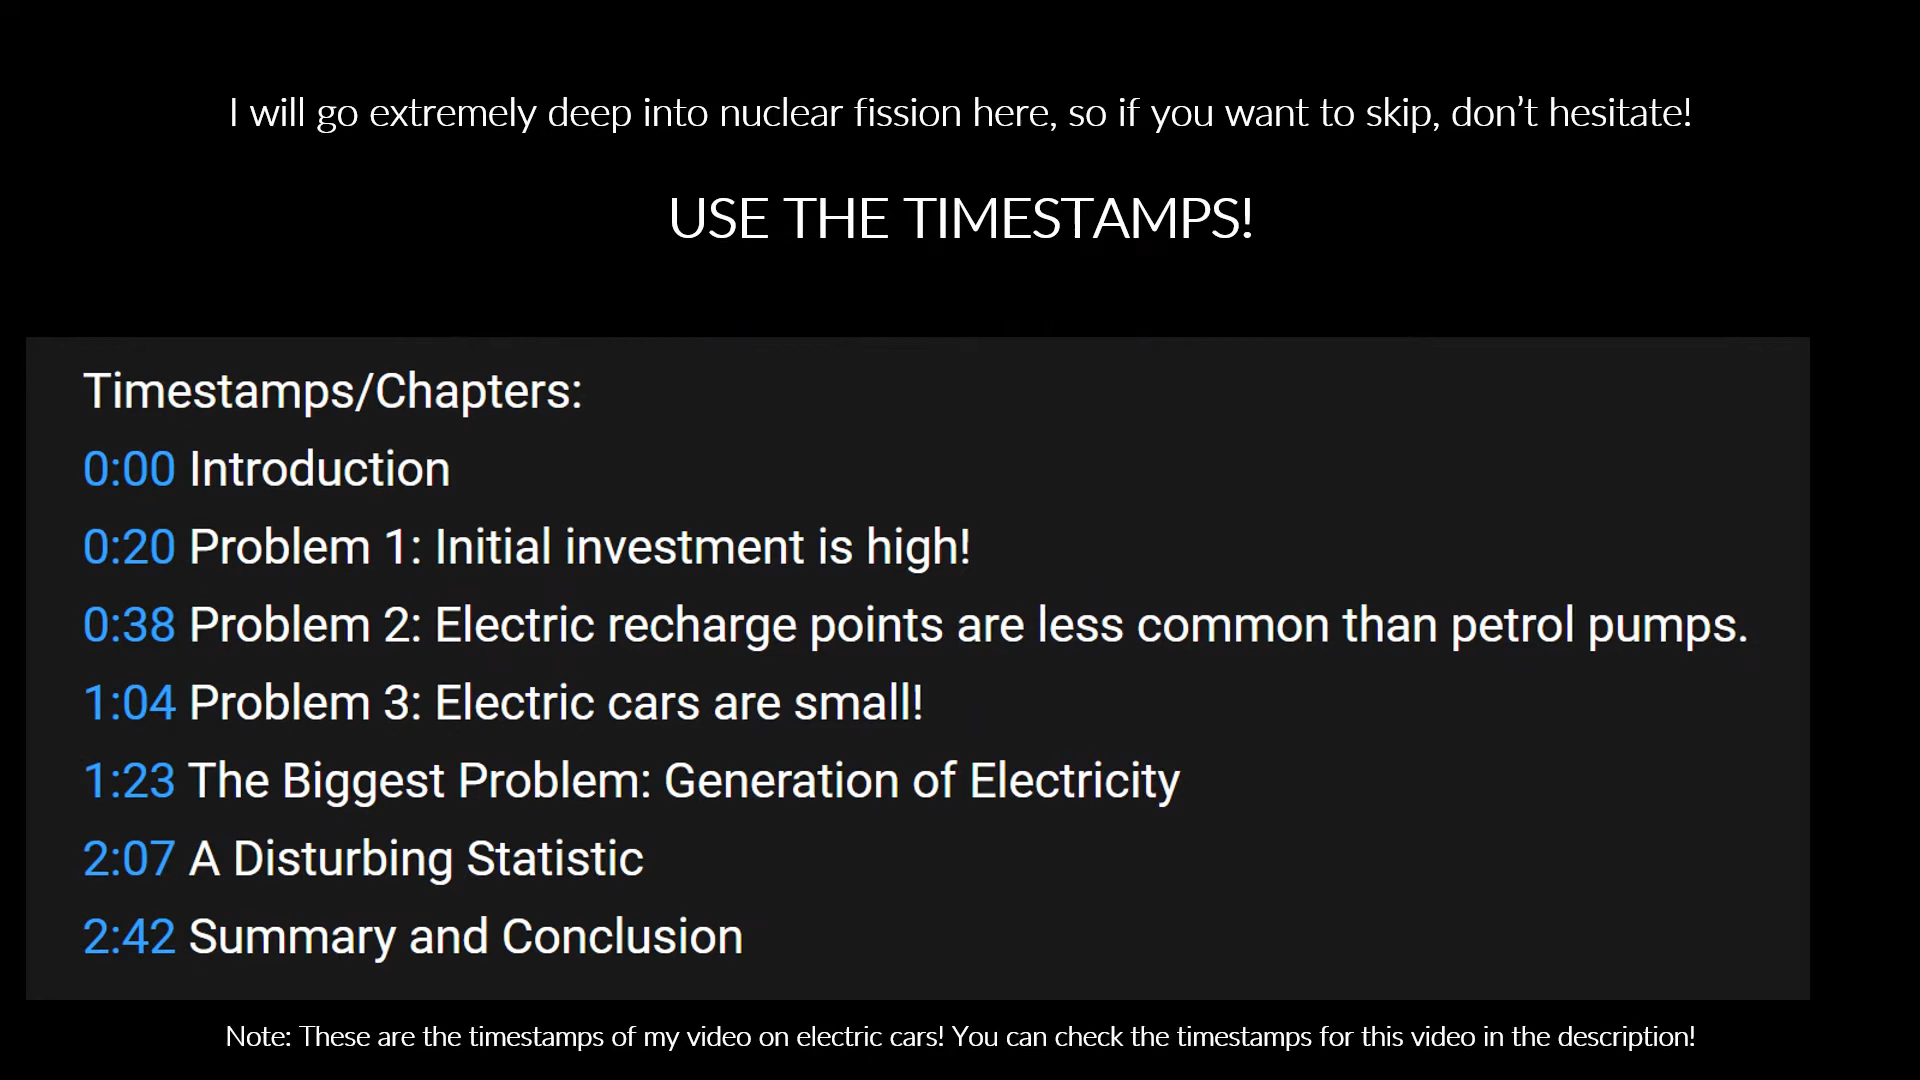 I will go extremely deep into nuclear fission here, so if you want to skip, don’t hesitate!
USE THE TIMESTAMPS!
Timestamps/Chapters:
0:00 Introduction
0:20 Problem 1: Initial investment is high!
0:38 Problem 2: Electric recharge points are less common than petrol pumps.
1:04 Problem 3: Electric cars are small!
1:23 The Biggest Problem: Generation of Electricity
2:07 A Disturbing Statistic
2:42 Summary and Conclusion
Note: These are the timestamps of my video on electric cars! You can check the timestamps for this video in the description!